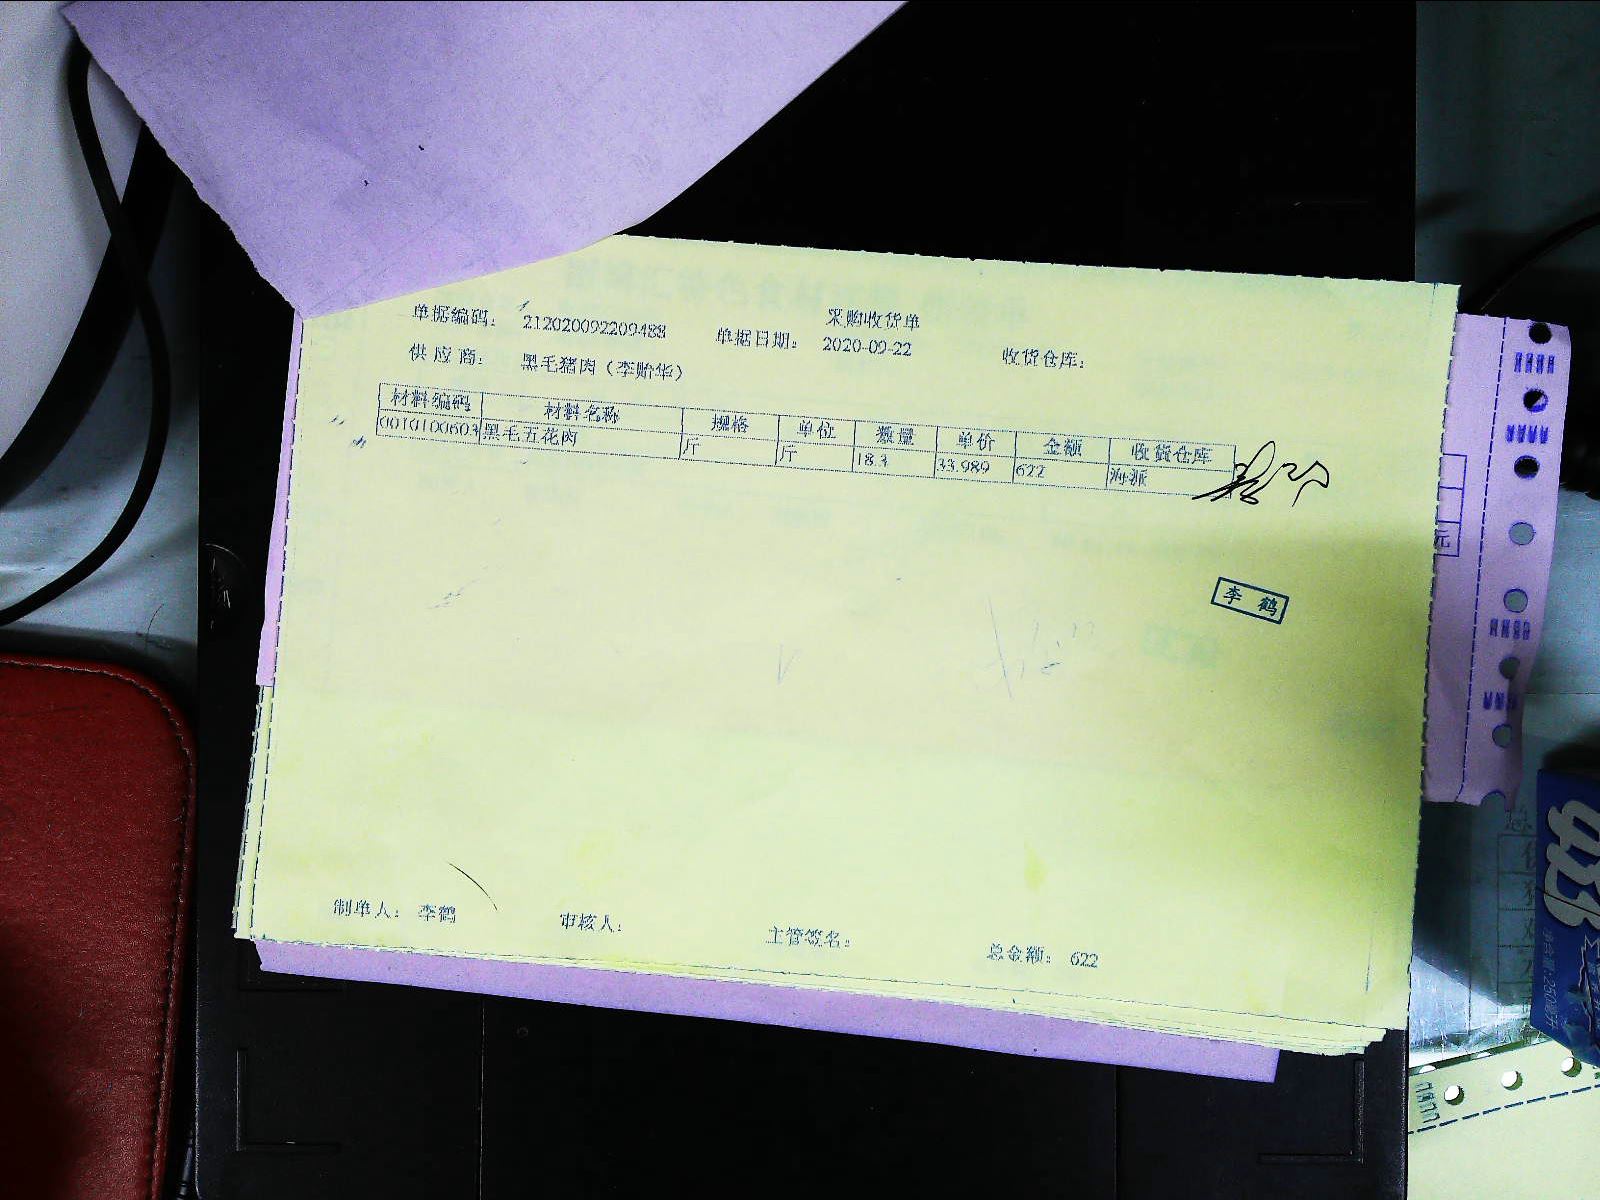 采购收货单
单据编码： 212020092209488 单据日期： 2020-09-22 收货仓库：
供应商： 黑毛猪肉（李贻华）
材料编码 材料名称 规格 单位 数量 单价 金额 收货仓库
0010100603 黑毛五花肉 斤 斤 18.3 33.989 622 海派
李鹤
元
制单人： 李鹤 审核人： 主管签名： 总金额： 622